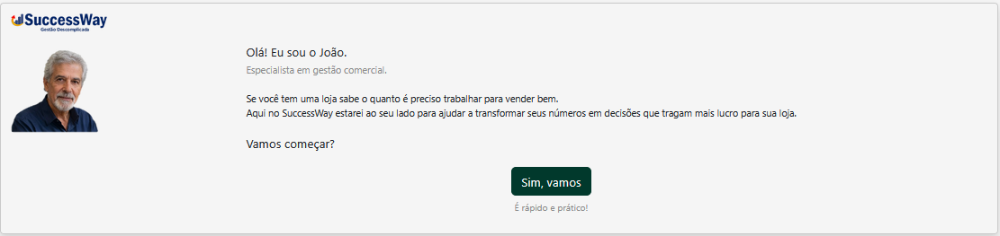 SuccessWay
Gestão Descomplicada
Olá! Eu sou o João.
Especialista em gestão comercial.
Se você tem uma loja sabe o quanto é preciso trabalhar para vender bem.
Aqui no SuccessWay estarei ao seu lado para ajudar a transformar seus números em decisões que tragam mais lucro para sua loja.
Vamos começar?
Sim, vamos
É rápido e prático!